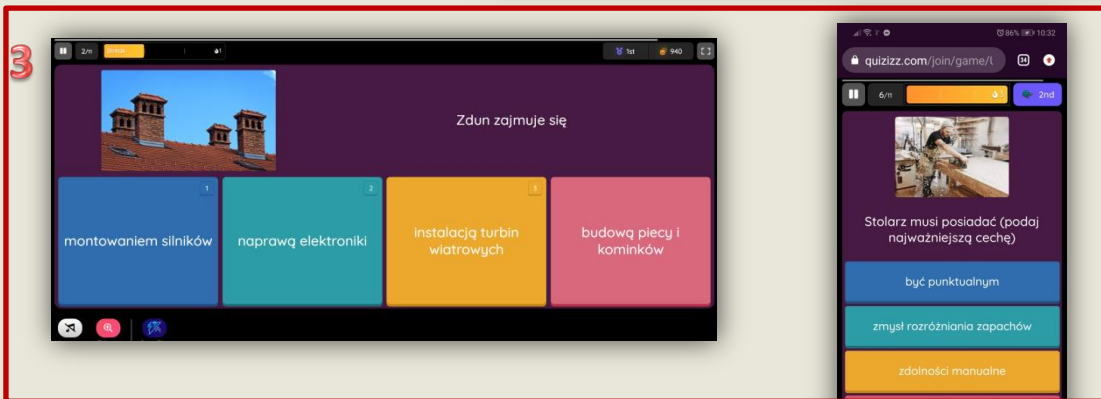 3
2/11
1
1st
940
Zdun zajmuje się
1
montowaniem silników
2
naprawą elektroniki
3
instalacją turbin
wiatrowych
budową piecy i
kominków
86% 10:32
quizizz.com/join/game/
6/11
2nd
Stolarz musi posiadać (podaj
najważniejszą cechę)
być punktualnym
zmysł rozróżniania zapachów
zdolności manualne